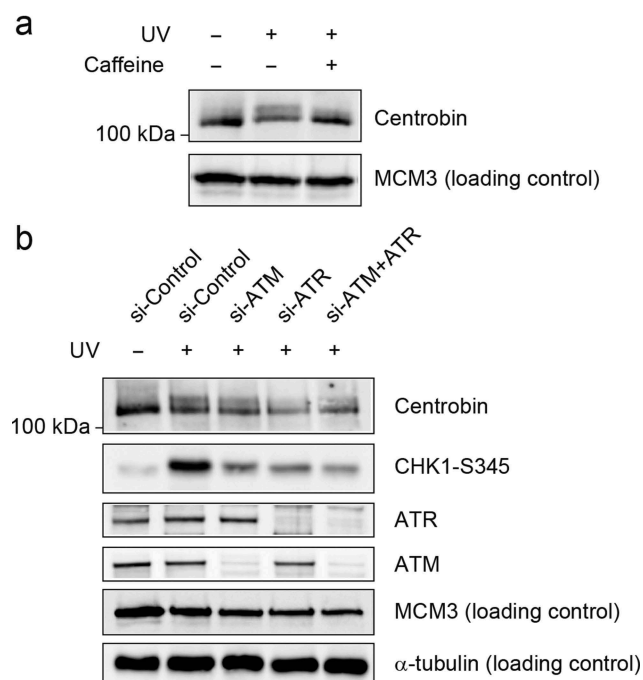 a
UV – + +
Caffeine – – +
Centrobin
100 kDa
MCM3 (loading control)
b
si-Control si-Control si-ATM si-ATR si-ATM+ATR
UV – + + + +
Centrobin
100 kDa
CHK1-S345
ATR
ATM
MCM3 (loading control)
α-tubulin (loading control)